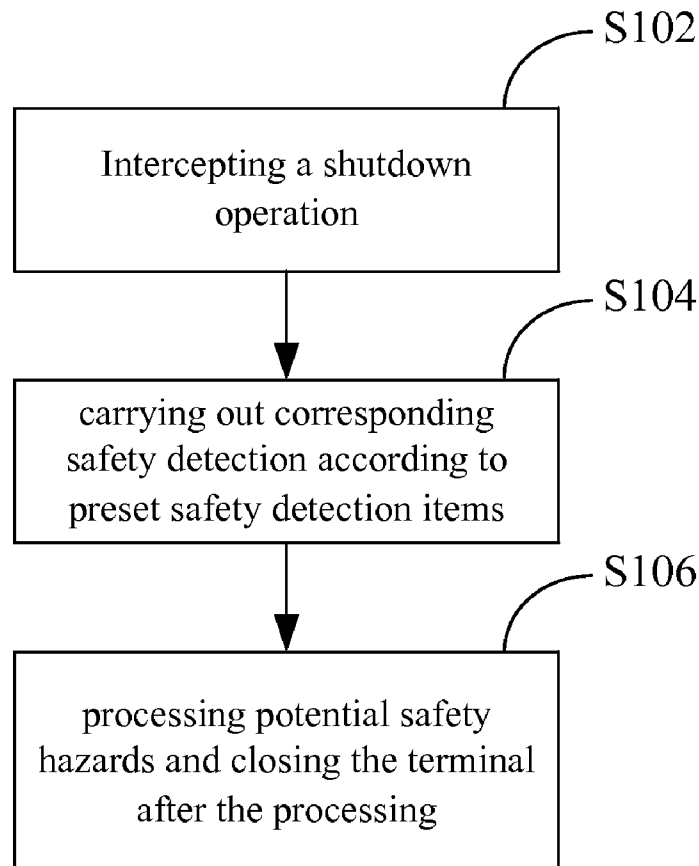 S102
Intercepting a shutdown
operation
S104
carrying out corresponding
safety detection according to
preset safety detection items
S106
processing potential safety
hazards and closing the terminal
after the processing